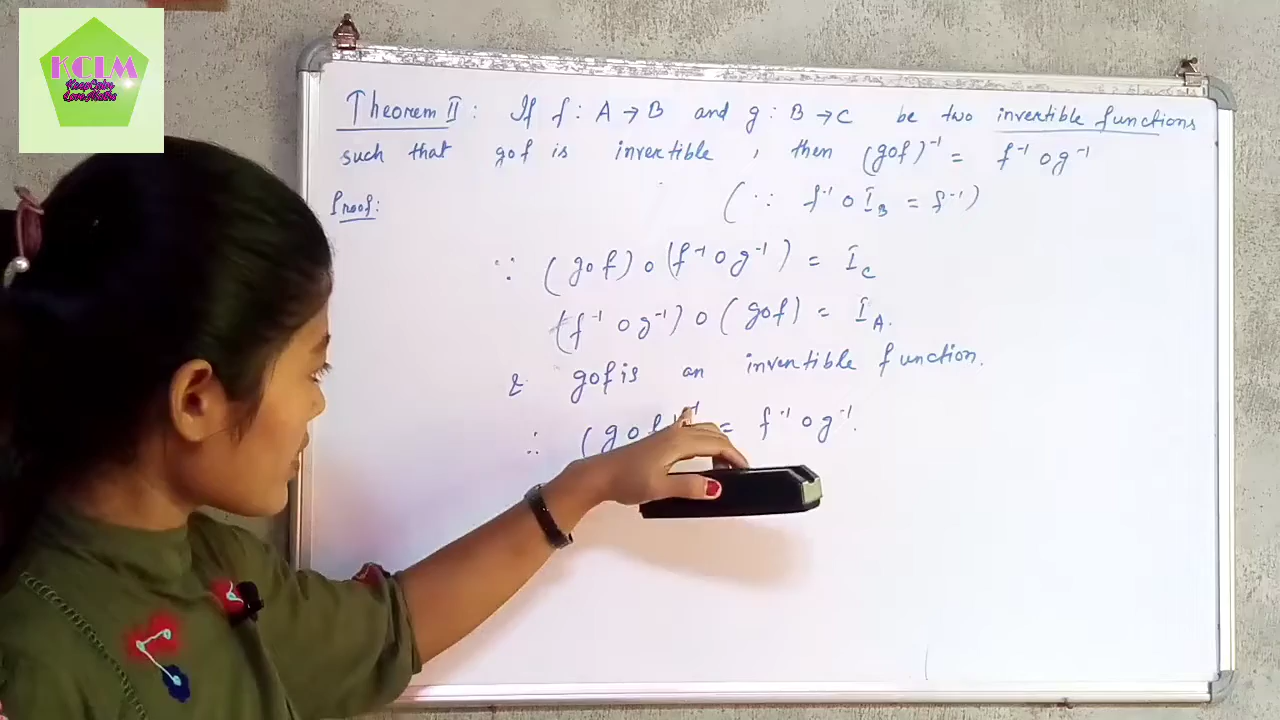 KCLM
KeepCalm
LoveMaths
Theorem II : If f : A → B and g : B → C be two invertible functions
such that gof is invertible , then (gof)⁻¹ = f⁻¹ o g⁻¹
Proof:
(∵ f⁻¹ o I_B = f⁻¹)
∵ (gof) o (f⁻¹ o g⁻¹) = I_C
(f⁻¹ o g⁻¹) o (gof) = I_A.
& gof is an invertible function.
∴ (gof)⁻¹ = f⁻¹ o g⁻¹.